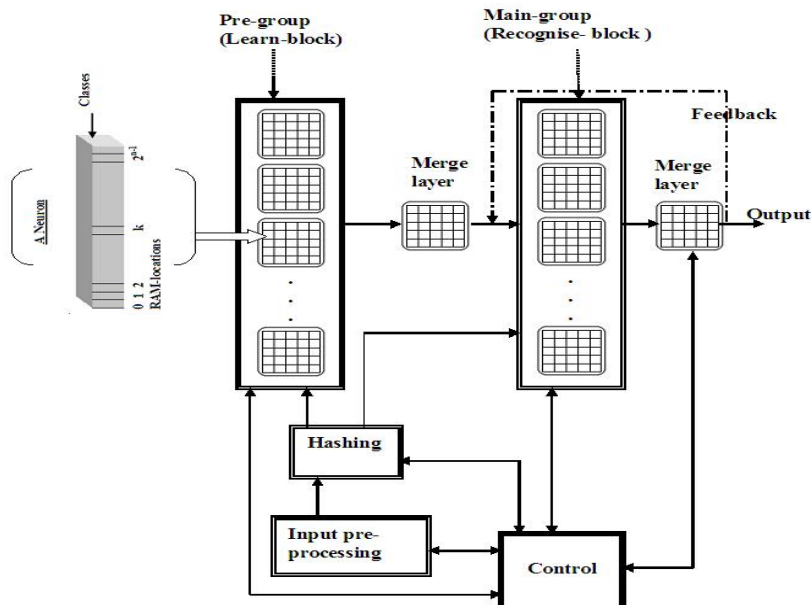 Pre-group
(Learn-block)
Main-group
(Recognise- block )
Classes
2ⁿ⁻¹
k
0 1 2
RAM-locations
A Neuron
Merge
layer
Feedback
Merge
layer
Output
.
.
.
.
.
.
Hashing
Input pre-
processing
Control